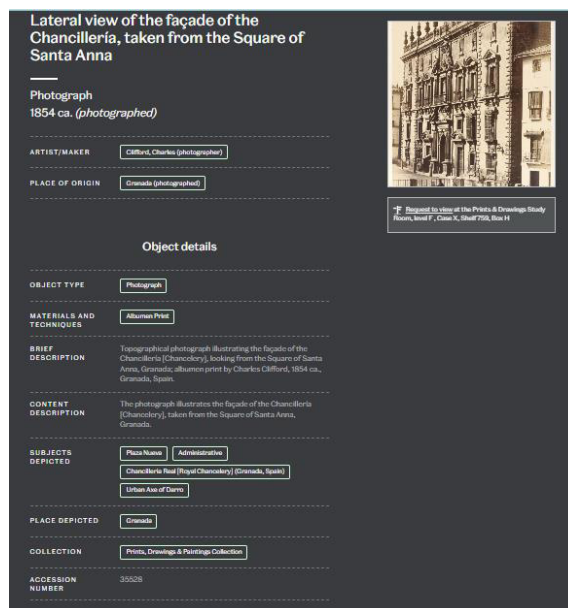 Lateral view of the façade of the
Chancillería, taken from the Square of
Santa Anna
Photograph
1854 ca. (photographed)
ARTIST/MAKER
Clifford, Charles (photographer)
PLACE OF ORIGIN
Granada (photographed)
Request to view at the Prints & Drawings Study
Room, level F , Case X, Shelf 759, Box H
Object details
OBJECT TYPE
Photograph
MATERIALS AND
TECHNIQUES
Albumen Print
BRIEF
DESCRIPTION
Topographical photograph illustrating the façade of the
Chancillería [Chancelery], looking from the Square of Santa
Anna, Granada; albumen print by Charles Clifford, 1854 ca.,
Granada, Spain.
CONTENT
DESCRIPTION
The photograph illustrates the façade of the Chancillería
[Chancelery], taken from the Square of Santa Anna,
Granada.
SUBJECTS
DEPICTED
Plaza Nueva
Administrative
Chancillería Real [Royal Chancelery] (Granada, Spain)
Urban Axe of Darro
PLACE DEPICTED
Granada
COLLECTION
Prints, Drawings & Paintings Collection
ACCESSION
NUMBER
35528